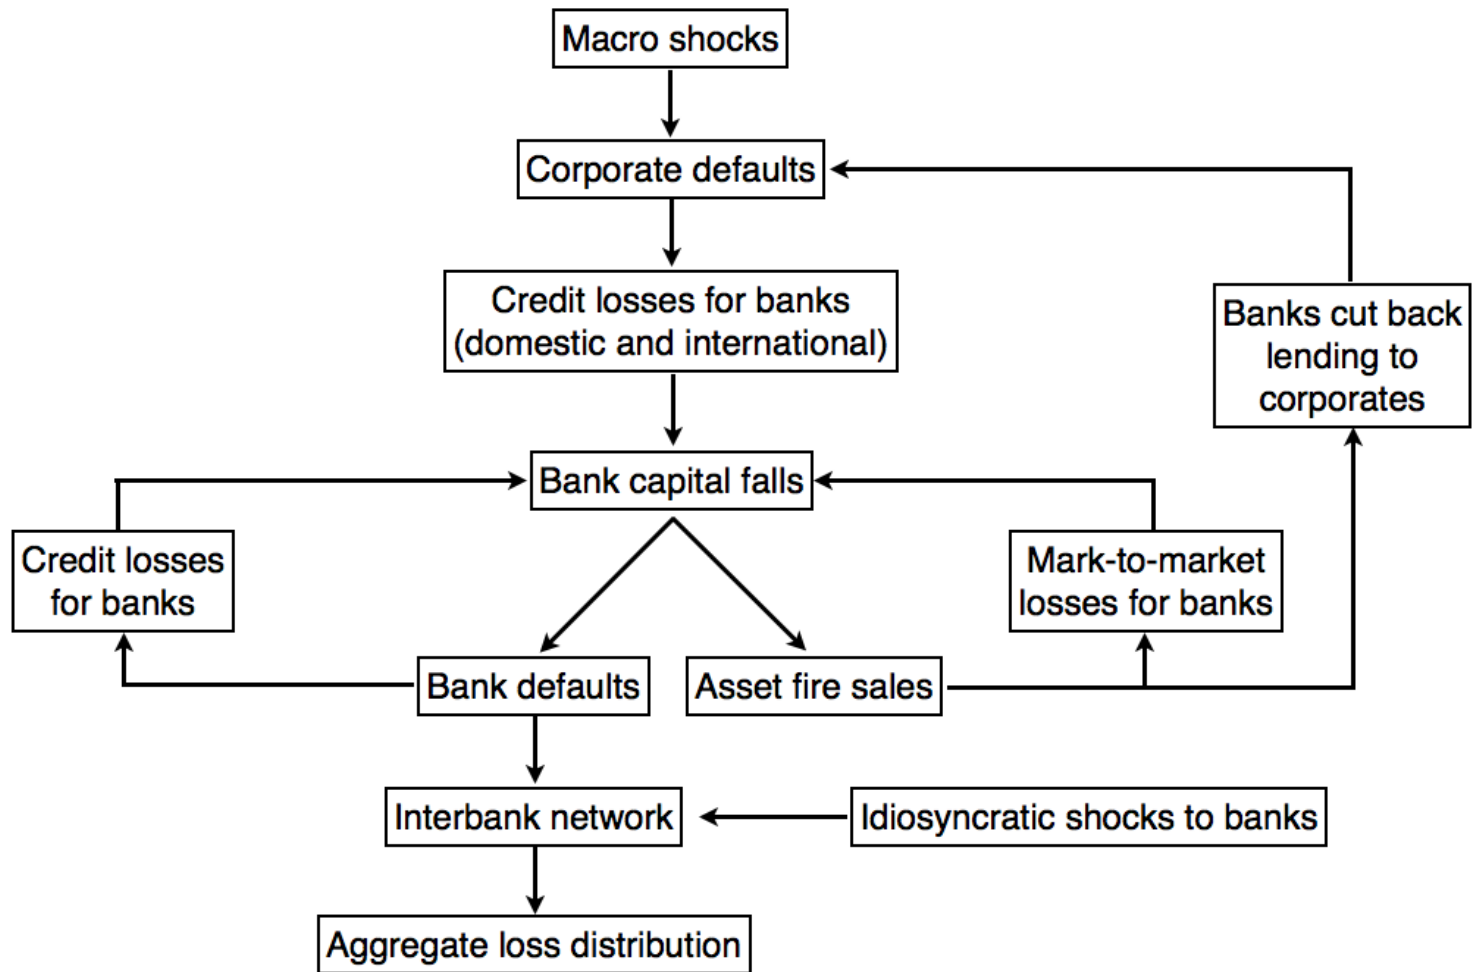 Macro shocks
Corporate defaults
Credit losses for banks
(domestic and international)
Banks cut back
lending to
corporates
Bank capital falls
Credit losses
for banks
Mark-to-market
losses for banks
Bank defaults
Asset fire sales
Interbank network
Idiosyncratic shocks to banks
Aggregate loss distribution